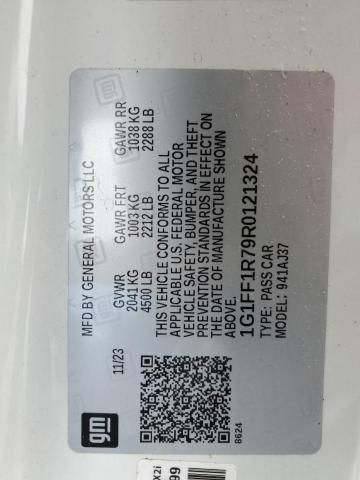 MFD BY GENERAL MOTORS LLC
11/23
GVWR
2041 KG
4500 LB
GAWR FRT
1003 KG
2212 LB
GAWR RR
1038 KG
2288 LB
THIS VEHICLE CONFORMS TO ALL
APPLICABLE U.S. FEDERAL MOTOR
VEHICLE SAFETY, BUMPER, AND THEFT
PREVENTION STANDARDS IN EFFECT ON
THE DATE OF MANUFACTURE SHOWN
ABOVE.
1G1FF1R79R0121324
TYPE: PASS CAR
MODEL: 941AJ37
gm
8624
X2i
99